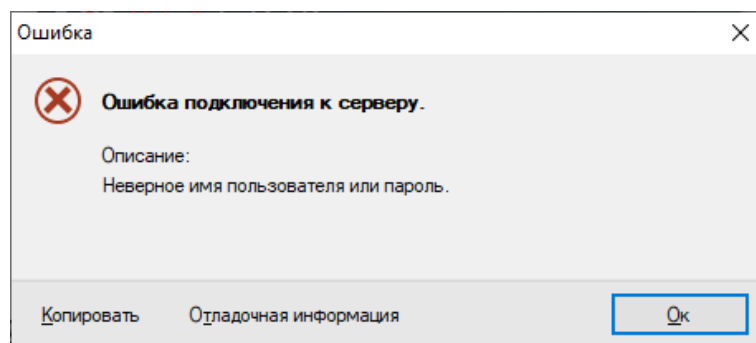 Ошибка
Ошибка подключения к серверу.
Описание:
Неверное имя пользователя или пароль.
Копировать Отладочная информация Ок